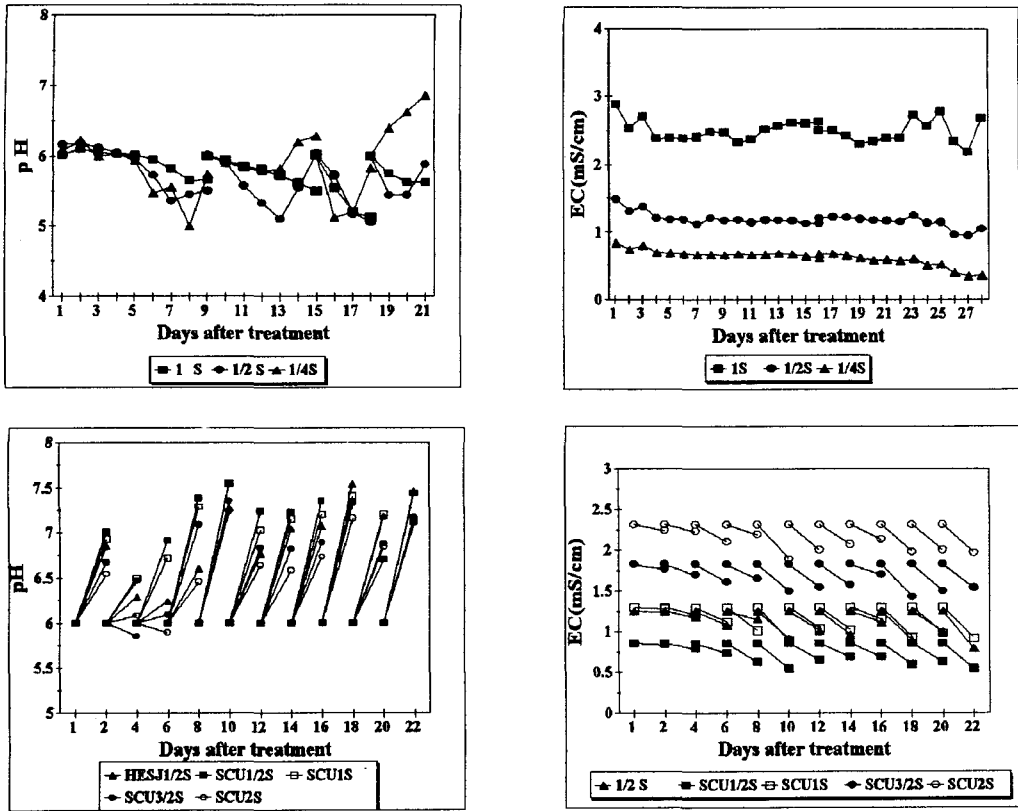 8
7
6
5
4
pH
1 3 5 7 9 11 13 15 17 19 21
Days after treatment
1 S 1/2 S 1/4S
4
3
2
1
0
EC(mS/cm)
1 3 5 7 9 11 13 15 17 19 21 23 25 27
Days after treatment
1S 1/2S 1/4S
8
7.5
7
6.5
6
5.5
5
pH
1 2 4 6 8 10 12 14 16 18 20 22
Days after treatment
HESJ1/2S SCU1/2S SCU1S
SCU3/2S SCU2S
3
2.5
2
1.5
1
0.5
0
EC(mS/cm)
1 2 4 6 8 10 12 14 16 18 20 22
Days after treatment
1/2 S SCU1/2S SCU1S SCU3/2S SCU2S